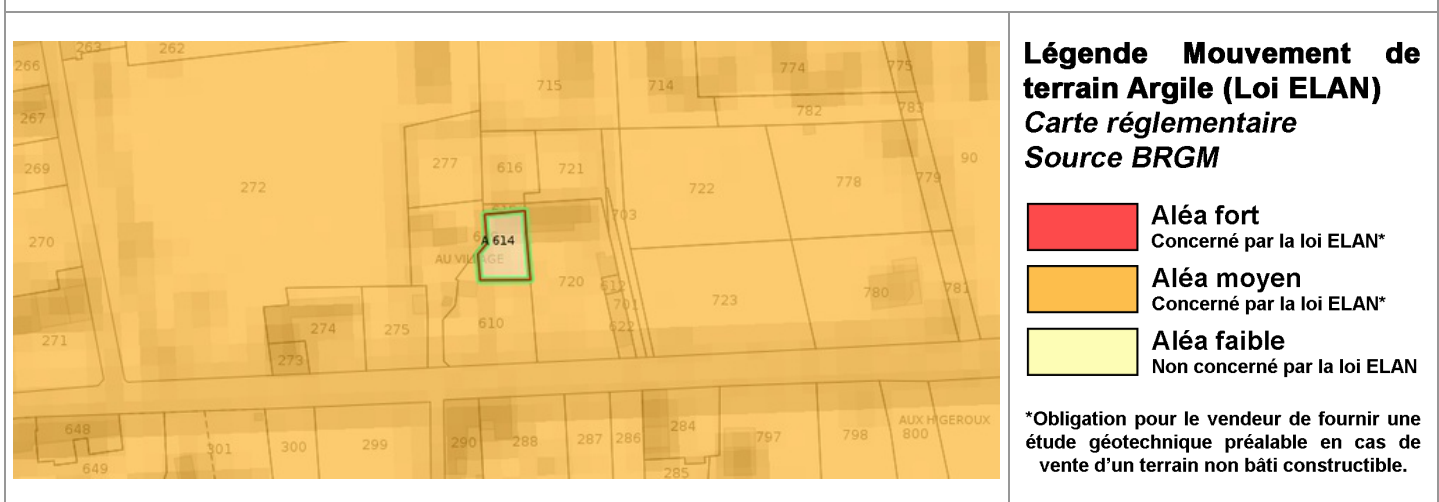 263
262
266
715
714
774
775
267
782
783
269
277
616
721
90
272
722
778
779
270
703
A 614
AU VILLAGE
720
612
723
780
781
701
610
622
274
275
271
273
648
301
300
299
290
288
287
286
284
797
798
AUX H'GEROUX
800
649
285
Légende Mouvement de
terrain Argile (Loi ELAN)
Carte réglementaire
Source BRGM
Aléa fort
Concerné par la loi ELAN*
Aléa moyen
Concerné par la loi ELAN*
Aléa faible
Non concerné par la loi ELAN
*Obligation pour le vendeur de fournir une
étude géotechnique préalable en cas de
vente d'un terrain non bâti constructible.